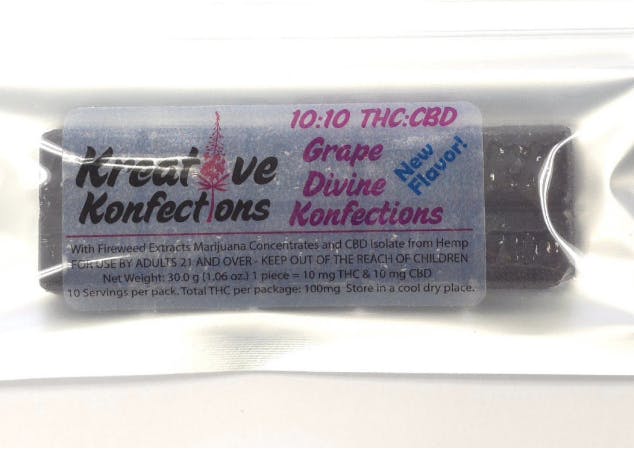 Kreative
Konfections
10:10 THC:CBD
Grape
Divine
Konfections
New
Flavor!
With Fireweed Extracts Marijuana Concentrates and CBD Isolate from Hemp
FOR USE BY ADULTS 21 AND OVER - KEEP OUT OF THE REACH OF CHILDREN
Net Weight: 30.0 g (1.06 oz.) 1 piece = 10 mg THC & 10 mg CBD
10 Servings per pack. Total THC per package: 100mg Store in a cool dry place.